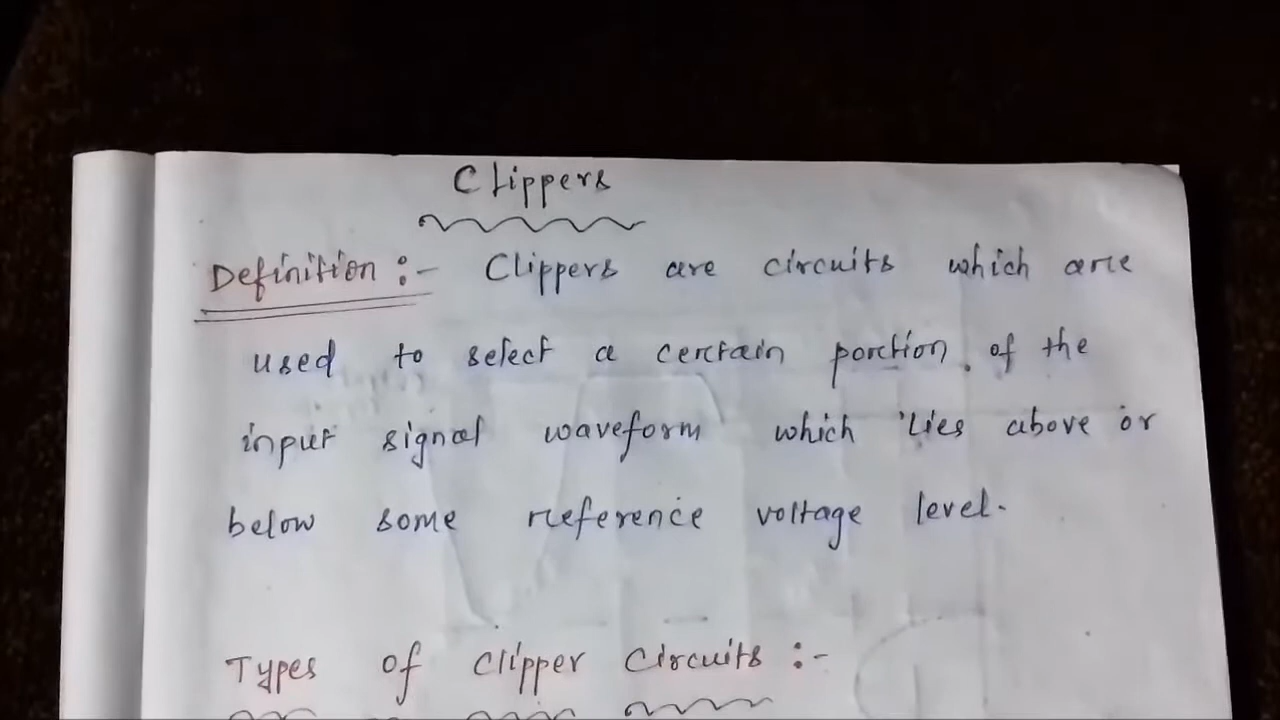 Clippers
Definition :- Clippers are circuits which are
used to select a certain portion of the
input signal waveform which lies above or
below some reference voltage level.
Types of Clipper Circuits :-